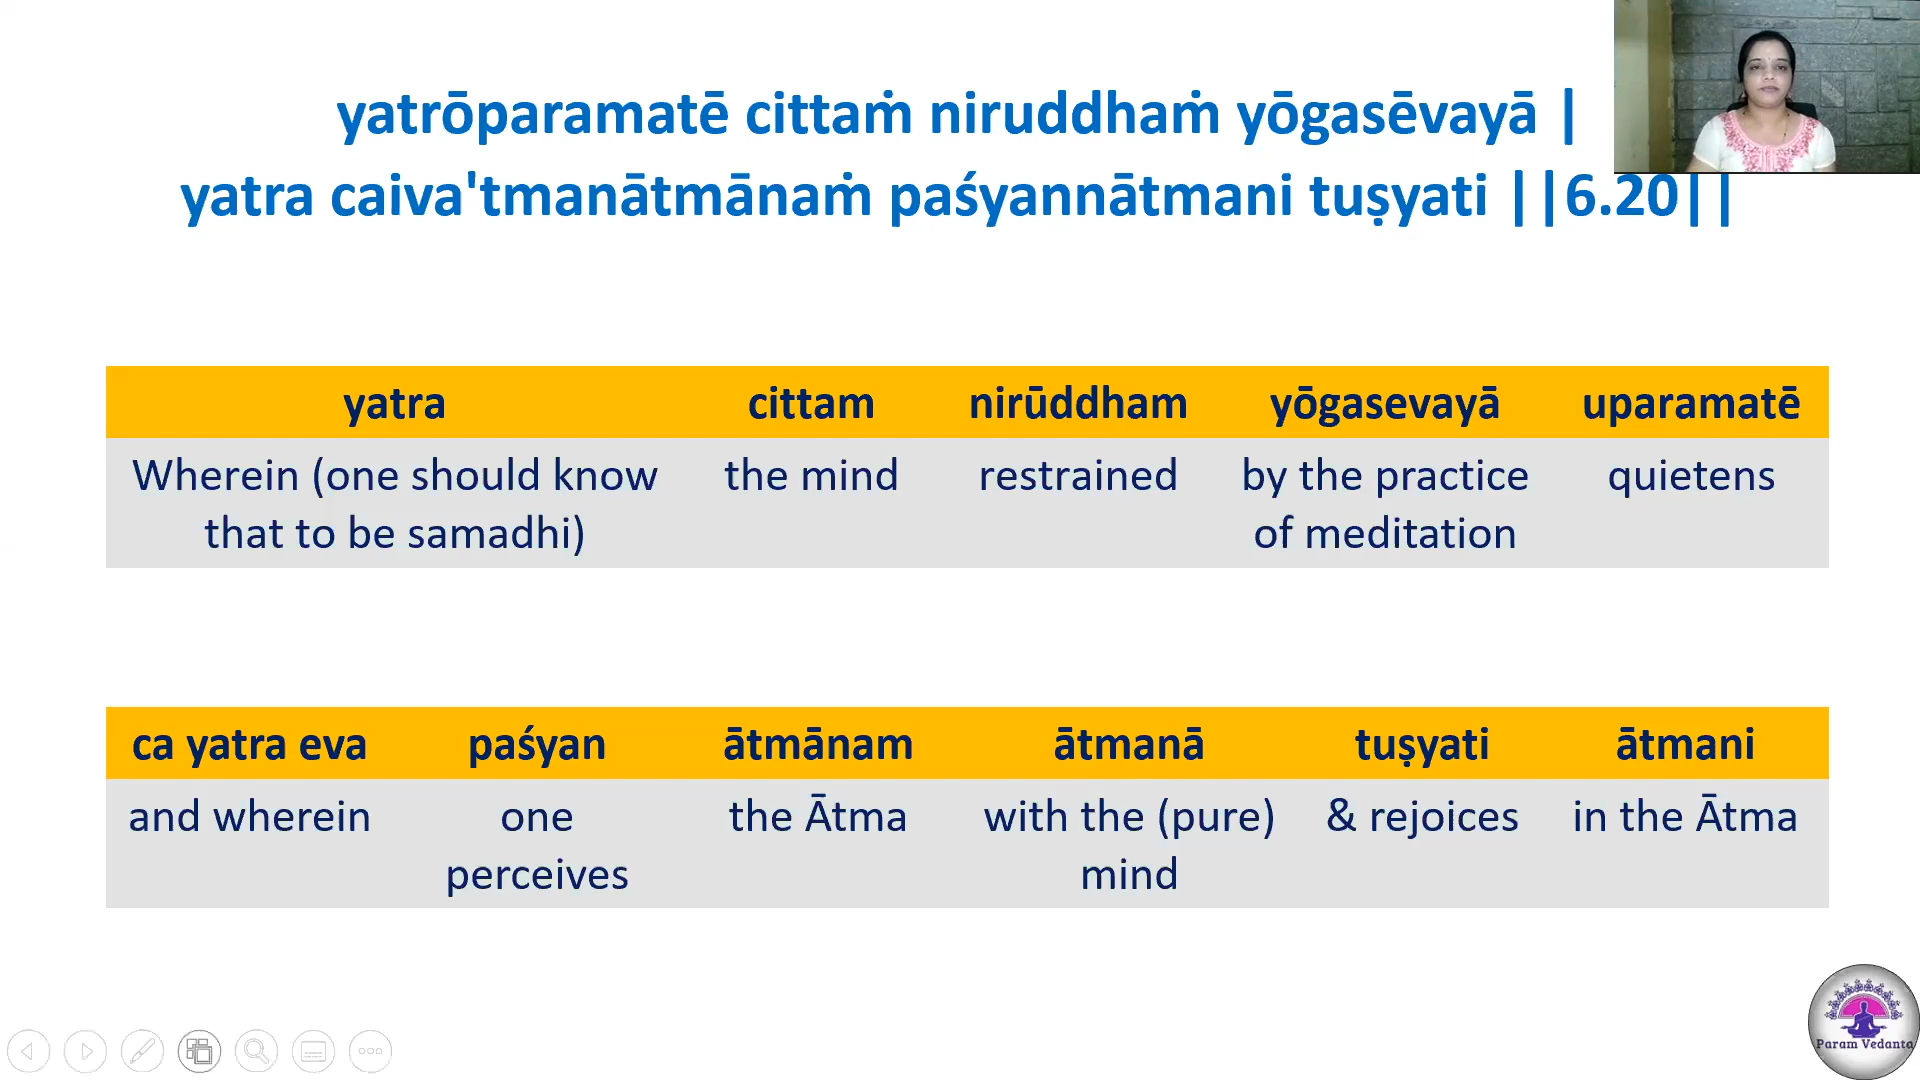 yatrōparamatē cittaṁ niruddhaṁ yōgasēvayā |
yatra caiva'tmanātmānaṁ paśyannātmani tuṣyati ||6.20||
yatra cittam nirūddham yōgasevayā uparamatē
Wherein (one should know the mind restrained by the practice quietens
that to be samadhi) of meditation
ca yatra eva paśyan ātmānam ātmanā tuṣyati ātmani
and wherein one the Ātma with the (pure) & rejoices in the Ātma
perceives mind
Param Vedanta